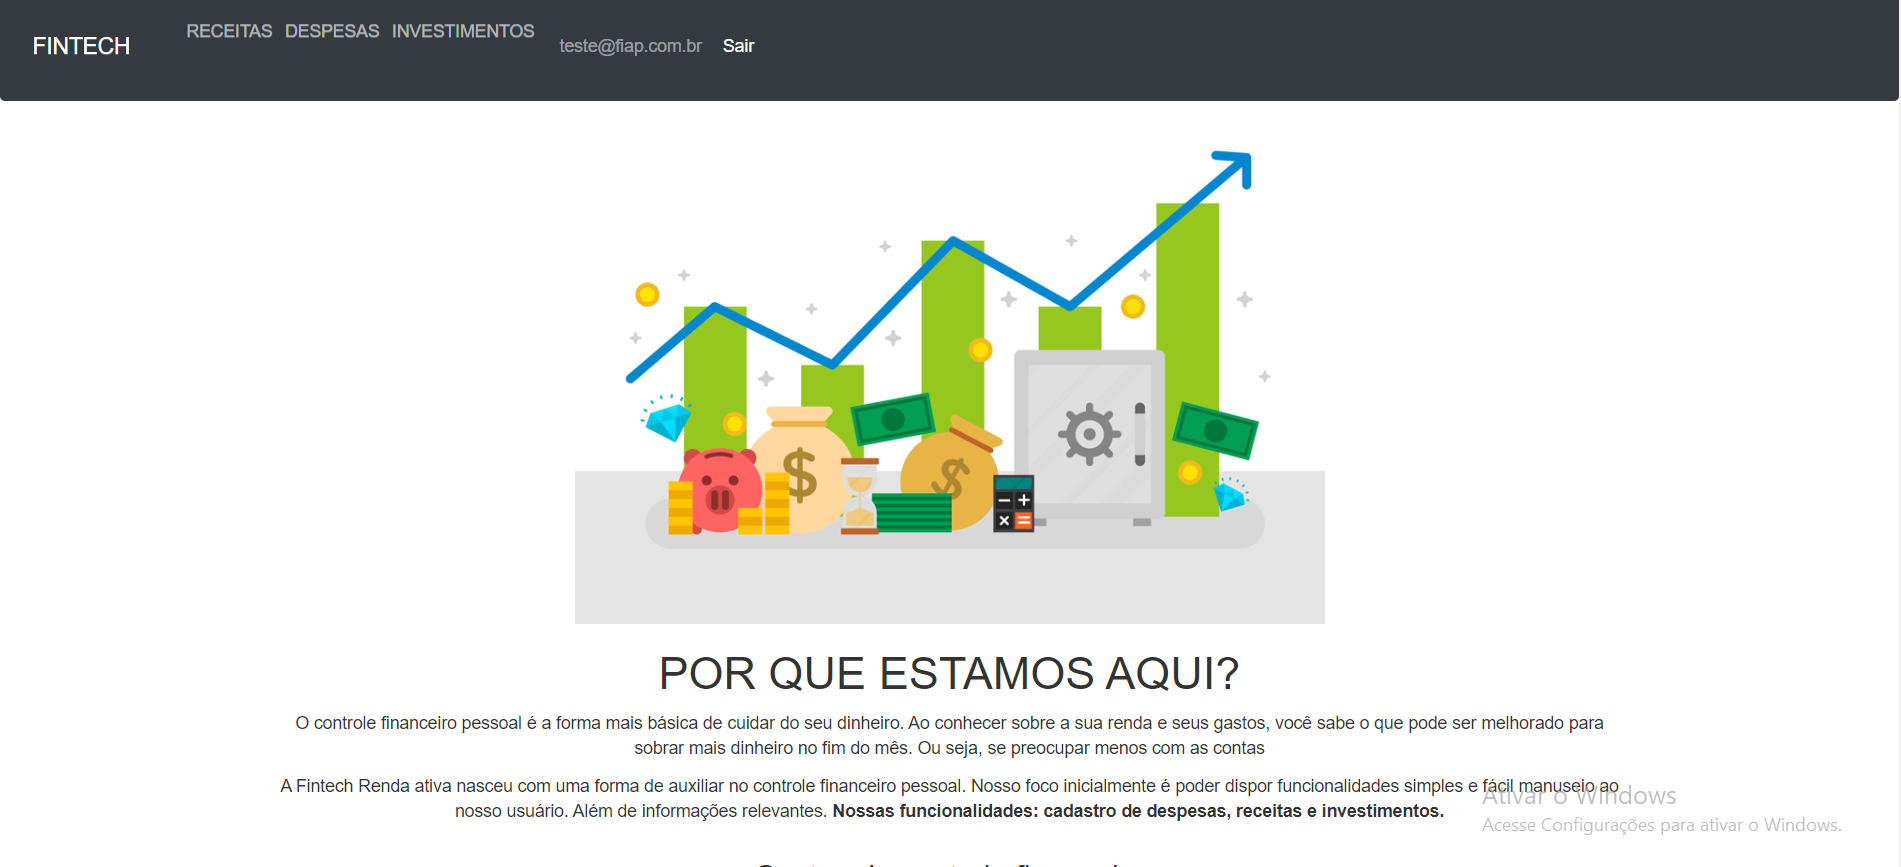 FINTECH
RECEITAS DESPESAS INVESTIMENTOS
teste@fiap.com.br Sair
$
$
POR QUE ESTAMOS AQUI?
O controle financeiro pessoal é a forma mais básica de cuidar do seu dinheiro. Ao conhecer sobre a sua renda e seus gastos, você sabe o que pode ser melhorado para
sobrar mais dinheiro no fim do mês. Ou seja, se preocupar menos com as contas
A Fintech Renda ativa nasceu com uma forma de auxiliar no controle financeiro pessoal. Nosso foco inicialmente é poder dispor funcionalidades simples e fácil manuseio ao
nosso usuário. Além de informações relevantes. Nossas funcionalidades: cadastro de despesas, receitas e investimentos.
Ativar o Windows
Acesse Configurações para ativar o Windows.